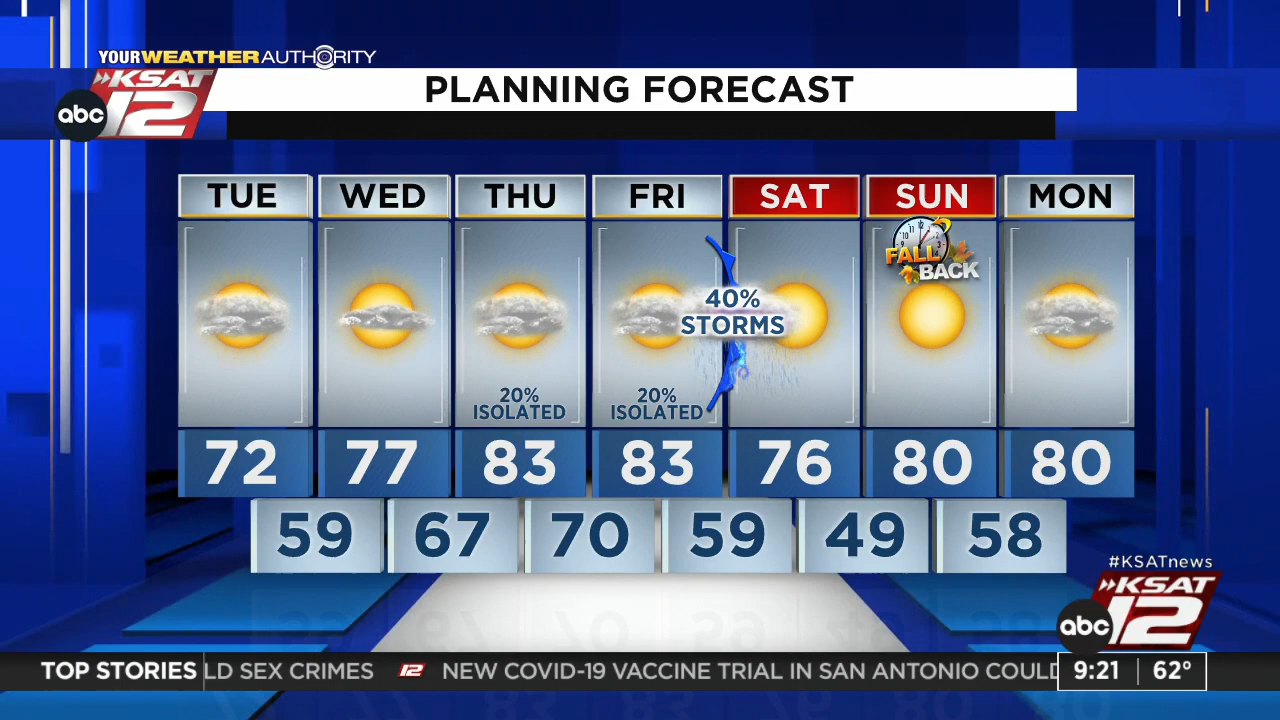 YOURWEATHERAUTHORITY
KSAT
abc 12
PLANNING FORECAST
TUE WED THU FRI SAT SUN MON
FALL
BACK
40%
STORMS
20%
ISOLATED
20%
ISOLATED
72 77 83 83 76 80 80
59 67 70 59 49 58
#KSATnews
KSAT
abc 12
TOP STORIES LD SEX CRIMES 12 NEW COVID-19 VACCINE TRIAL IN SAN ANTONIO COULD 9:21 62°